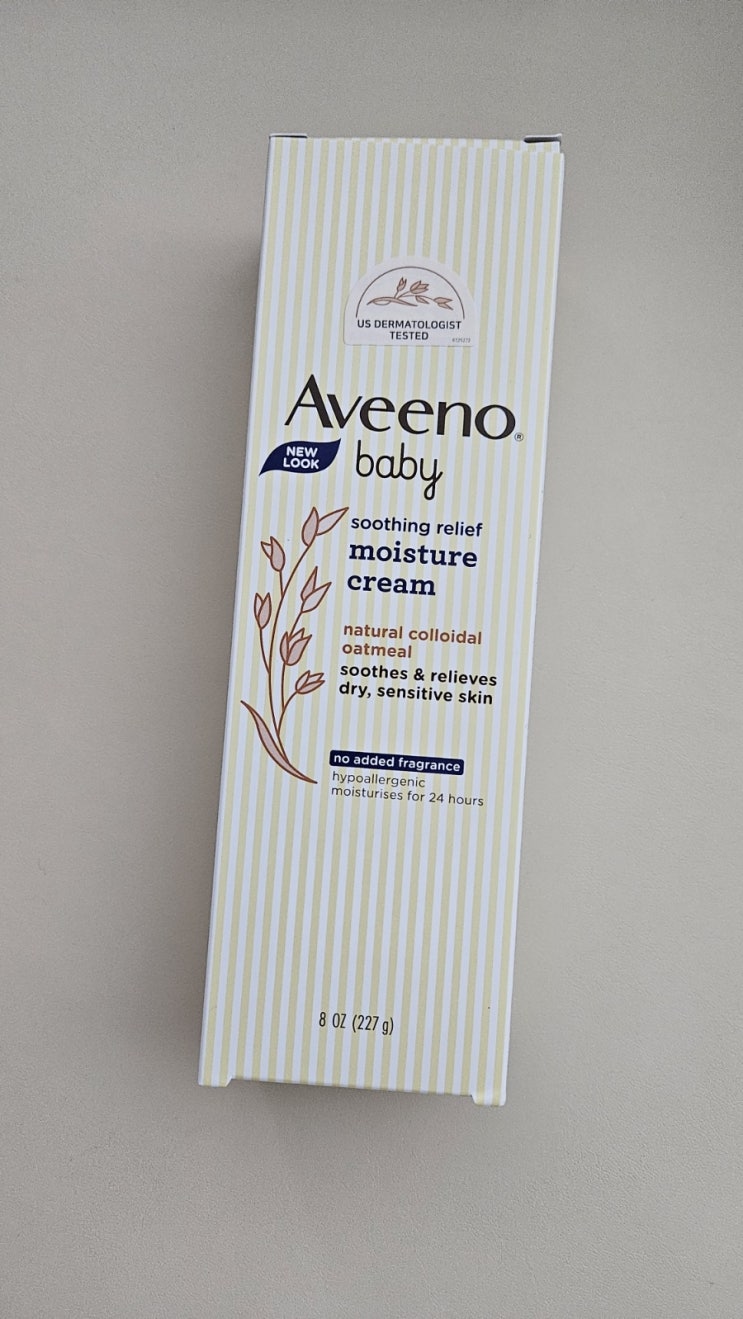 US DERMATOLOGIST
TESTED
Aveeno®
baby
NEW
LOOK
soothing relief
moisture
cream
natural colloidal
oatmeal
soothes & relieves
dry, sensitive skin
no added fragrance
hypoallergenic
moisturises for 24 hours
8 OZ (227 g)